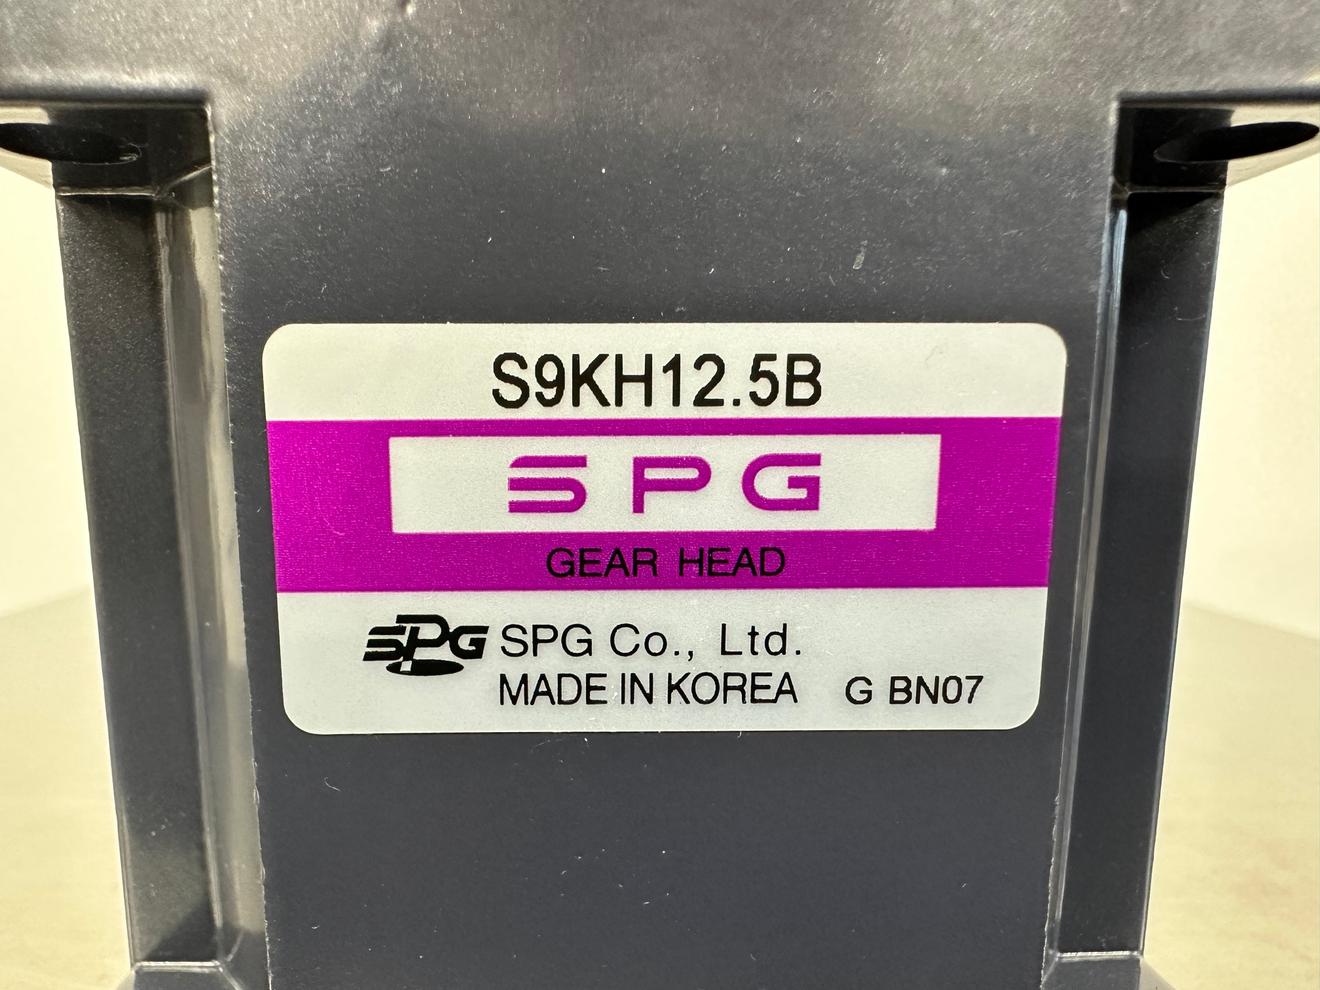 S9KH12.5B
SPG
GEAR HEAD
SPG SPG Co., Ltd.
MADE IN KOREA G BN07